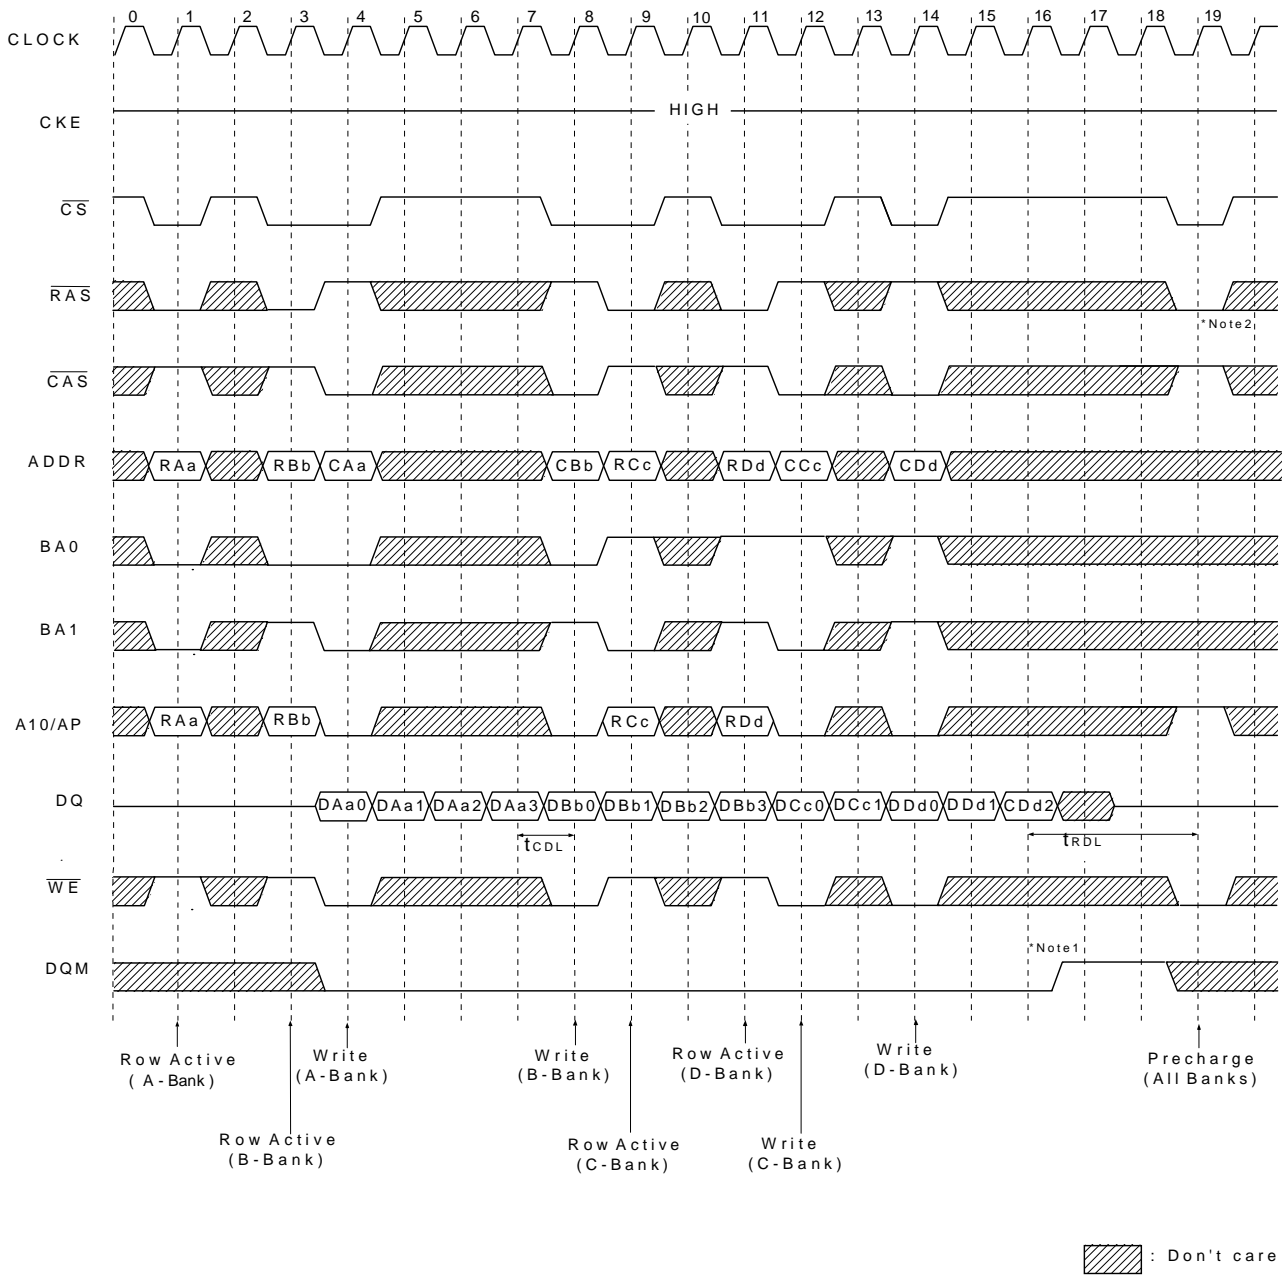 0 1 2 3 4 5 6 7 8 9 10 11 12 13 14 15 16 17 18 19
CLOCK
HIGH
CKE
CS
RAS
*Note2
CAS
ADDR RAa RBb CAa CBb RCc RDd CCc CDd
BA0
BA1
A10/AP RAa RBb RCc RDd
DQ DAa0 DAa1 DAa2 DAa3 DBb0 DBb1 DBb2 DBb3 DCc0 DCc1 DDd0 DDd1 CDd2
tCDL tRDL
WE
*Note1
DQM
Row Active
(A-Bank)
Write
(A-Bank)
Write
(B-Bank)
Row Active
(D-Bank)
Write
(D-Bank)
Precharge
(All Banks)
Row Active
(B-Bank)
Row Active
(C-Bank)
Write
(C-Bank)
: Don't care